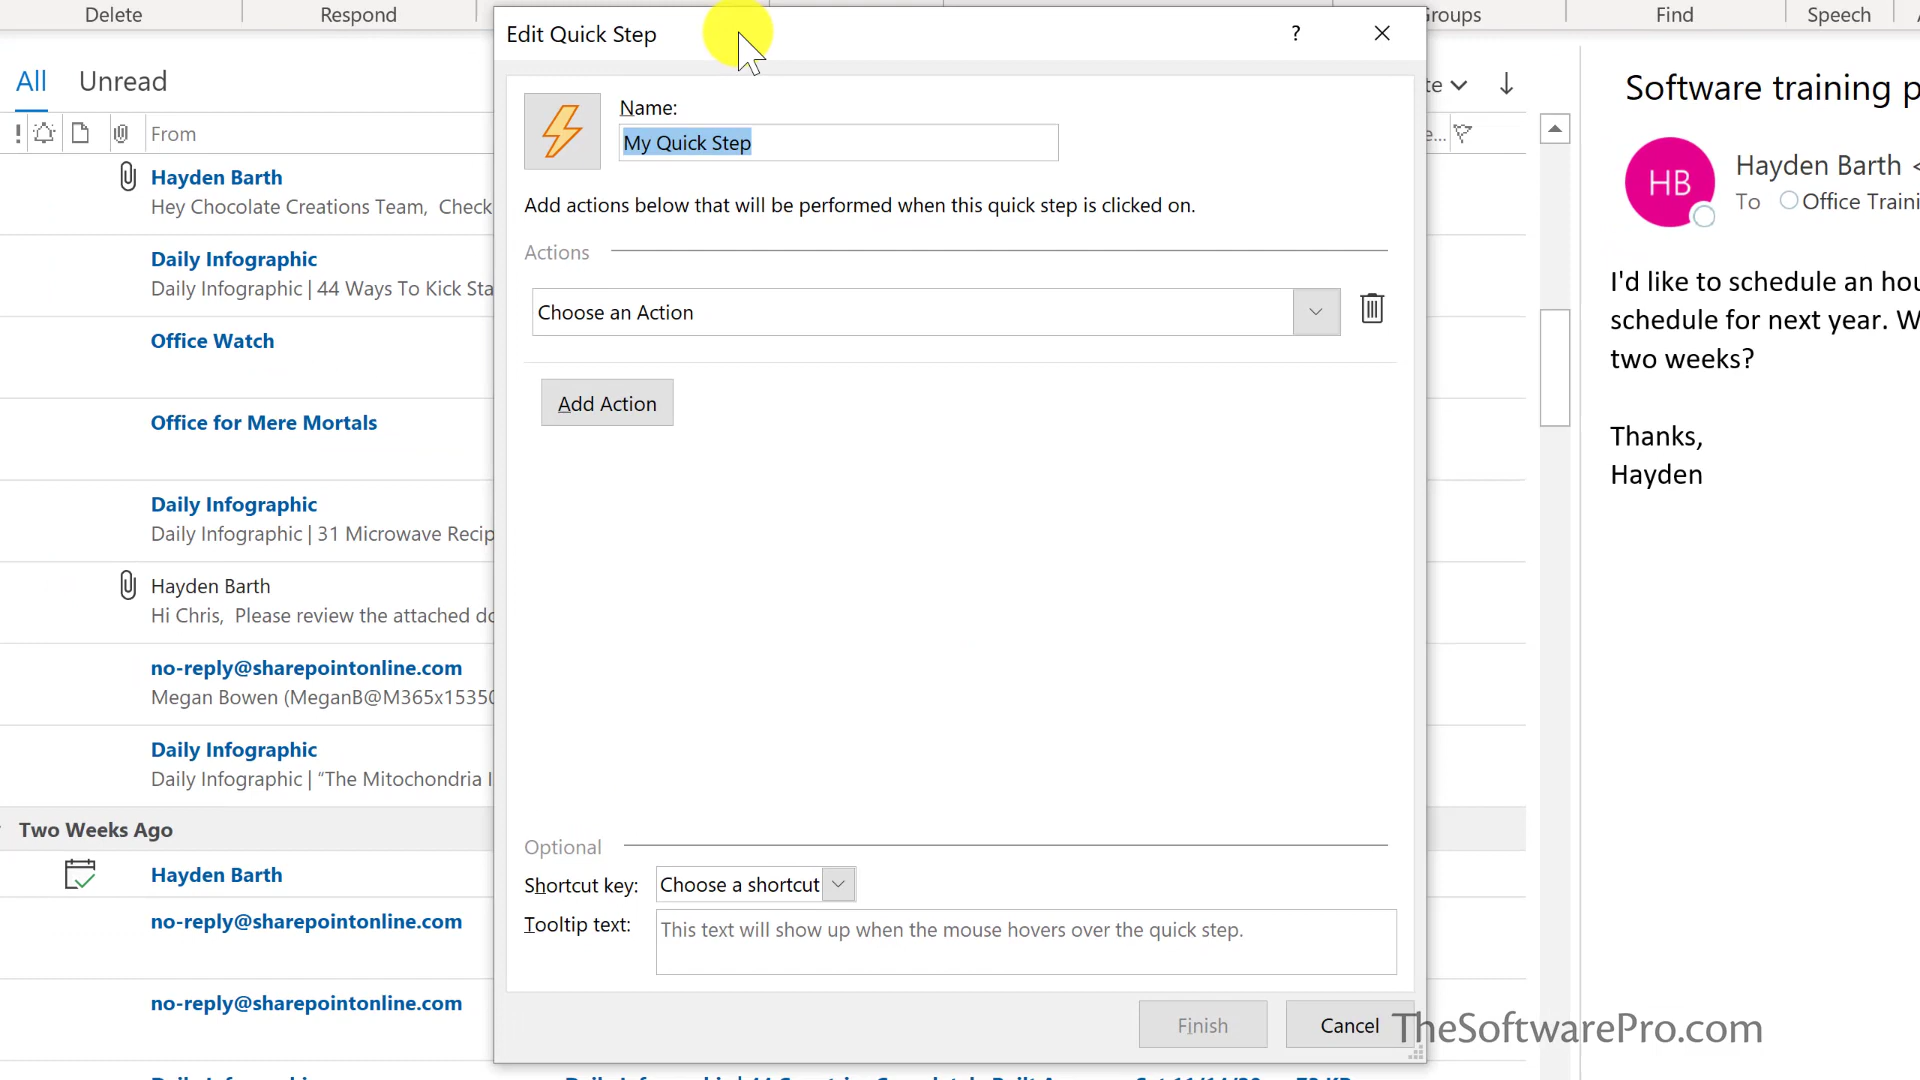 Delete
Respond
Groups
Find
Speech
Edit Quick Step
?
All
Unread
From
Hayden Barth
Hey Chocolate Creations Team, Check
Daily Infographic
Daily Infographic | 44 Ways To Kick Sta
Office Watch
Office for Mere Mortals
Daily Infographic
Daily Infographic | 31 Microwave Recip
Hayden Barth
Hi Chris, Please review the attached do
no-reply@sharepointonline.com
Megan Bowen (MeganB@M365x15350
Daily Infographic
Daily Infographic | “The Mitochondria I
Two Weeks Ago
Hayden Barth
no-reply@sharepointonline.com
no-reply@sharepointonline.com
Name:
My Quick Step
Add actions below that will be performed when this quick step is clicked on.
Actions
Choose an Action
Add Action
Optional
Shortcut key:
Choose a shortcut
Tooltip text:
This text will show up when the mouse hovers over the quick step.
Finish
Cancel
te
e...
Software training p
HB
Hayden Barth <
To Office Traini
I'd like to schedule an hou
schedule for next year. W
two weeks?
Thanks,
Hayden
TheSoftwarePro.com